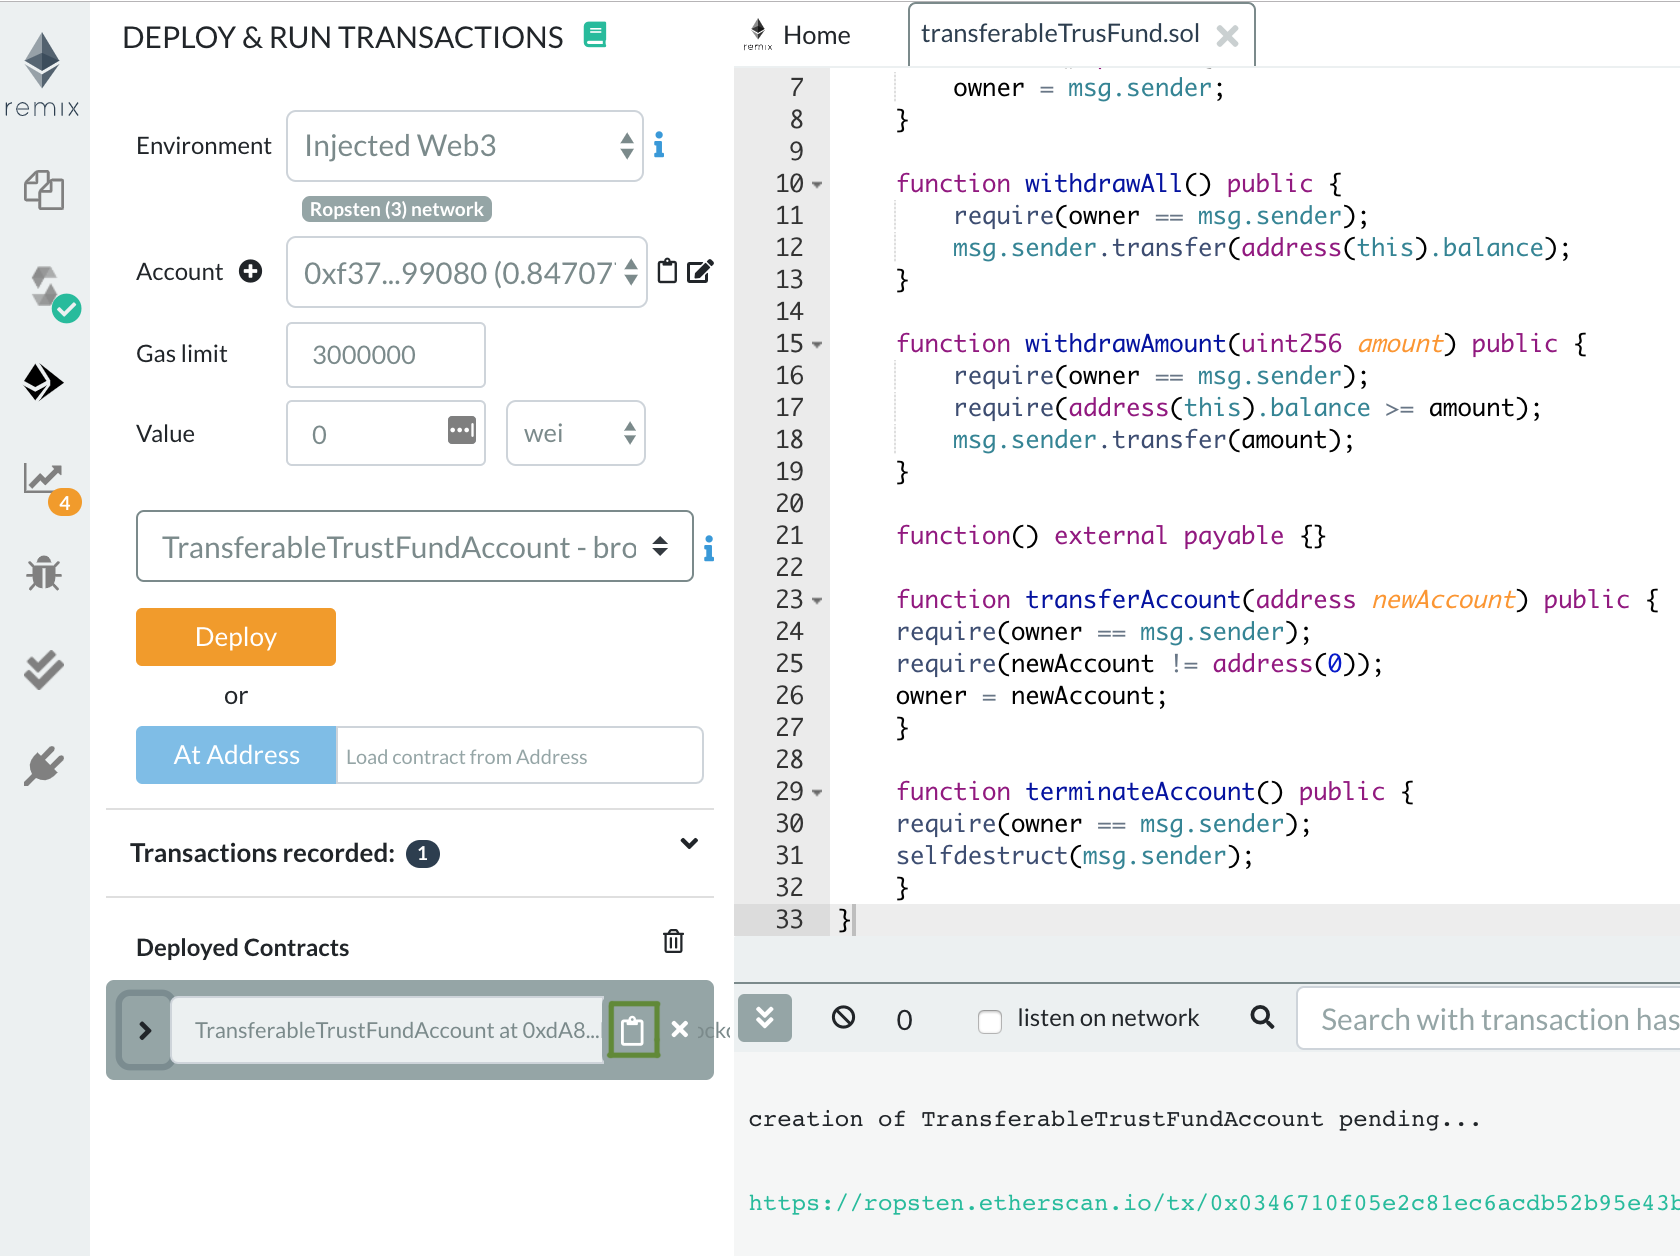 remix
4
DEPLOY & RUN TRANSACTIONS
Environment
Injected Web3
Ropsten (3) network
Account
0xf37...99080 (0.84707
Gas limit
3000000
Value
0
wei
TransferableTrustFundAccount - bro
Deploy
or
At Address
Load contract from Address
Transactions recorded: 1
Deployed Contracts
TransferableTrustFundAccount at 0xdA8...
remix
Home
transferableTrusFund.sol
7 owner = msg.sender;
8 }
9
10 function withdrawAll() public {
11 require(owner == msg.sender);
12 msg.sender.transfer(address(this).balance);
13 }
14
15 function withdrawAmount(uint256 amount) public {
16 require(owner == msg.sender);
17 require(address(this).balance >= amount);
18 msg.sender.transfer(amount);
19 }
20
21 function() external payable {}
22
23 function transferAccount(address newAccount) public {
24 require(owner == msg.sender);
25 require(newAccount != address(0));
26 owner = newAccount;
27 }
28
29 function terminateAccount() public {
30 require(owner == msg.sender);
31 selfdestruct(msg.sender);
32 }
33 }
0
listen on network
Search with transaction has
creation of TransferableTrustFundAccount pending...
https://ropsten.etherscan.io/tx/0x0346710f05e2c81ec6acdb52b95e43b